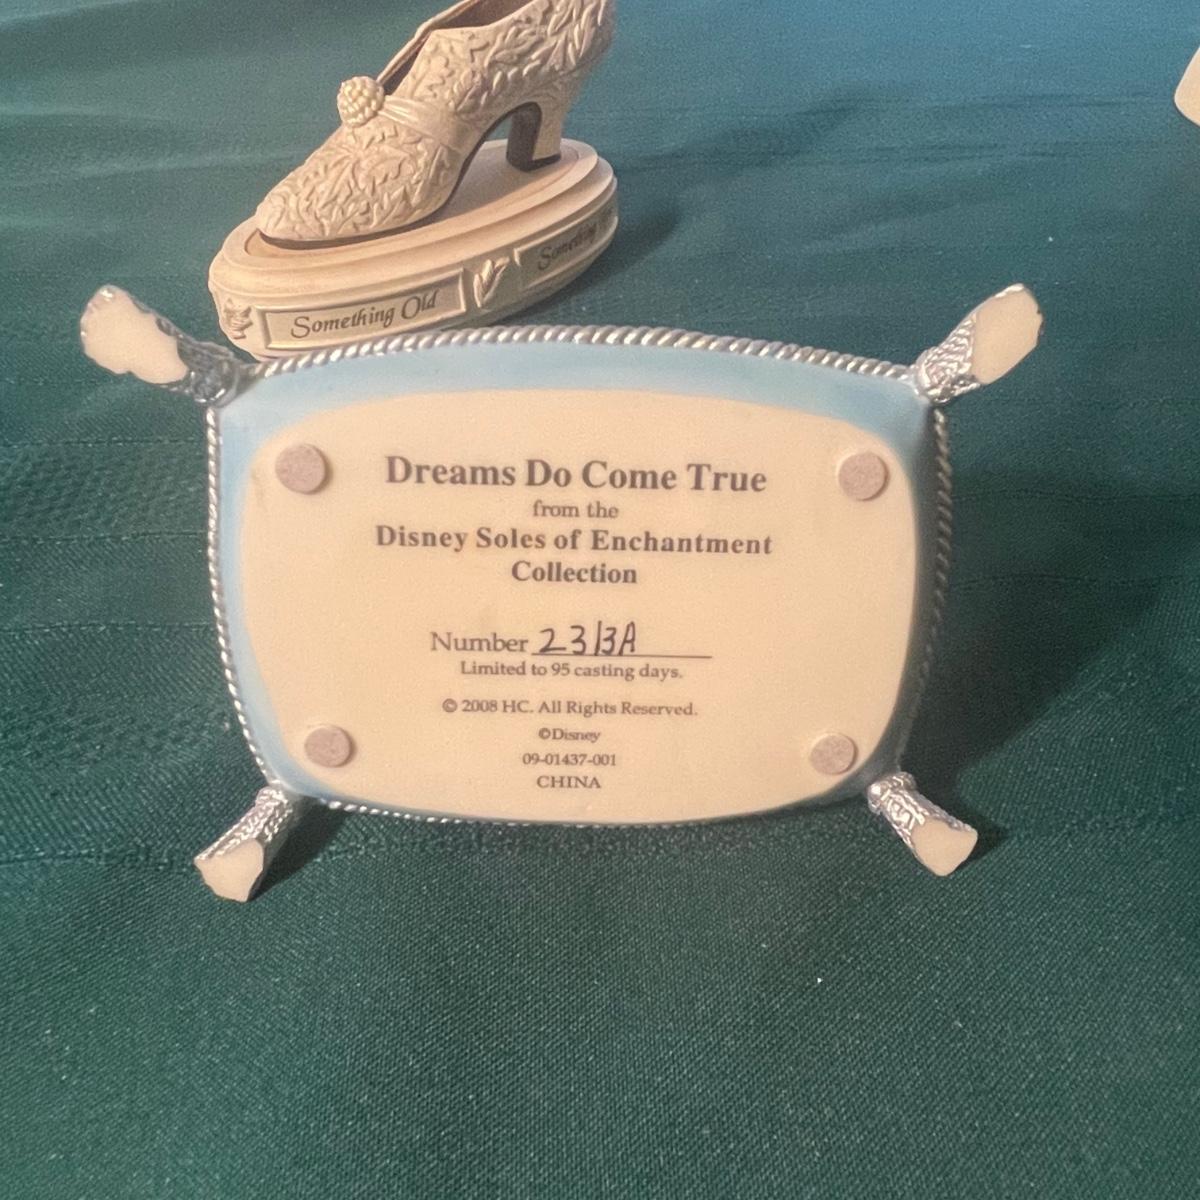 Something Old
Something
Dreams Do Come True
from the
Disney Soles of Enchantment
Collection
Number 2313A
Limited to 95 casting days.
© 2008 HC. All Rights Reserved.
©Disney
09-01437-001
CHINA